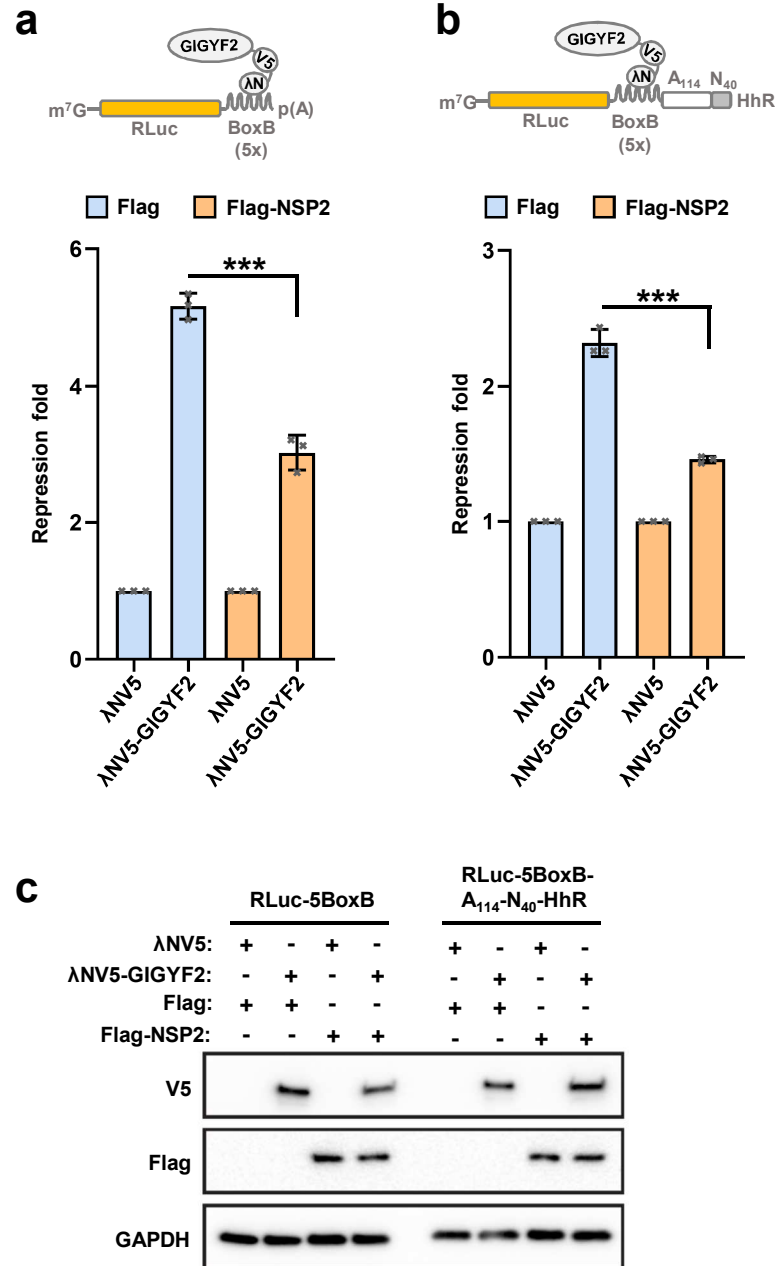 a
GIGYF2
V5
λN
m⁷G
p(A)
RLuc
BoxB
(5x)
Flag
Flag-NSP2
Repression fold
6
4
2
0
***
λNV5
λNV5-GIGYF2
λNV5
λNV5-GIGYF2
b
GIGYF2
V5
λN
A₁₁₄
N₄₀
m⁷G
HhR
RLuc
BoxB
(5x)
Flag
Flag-NSP2
Repression fold
3
2
1
0
***
λNV5
λNV5-GIGYF2
λNV5
λNV5-GIGYF2
c
RLuc-5BoxB
RLuc-5BoxB-
A₁₁₄-N₄₀-HhR
λNV5: + - + - + - + -
λNV5-GIGYF2: - + - + - + - +
Flag: + + - - + + - -
Flag-NSP2: - - + + - - + +
V5
Flag
GAPDH